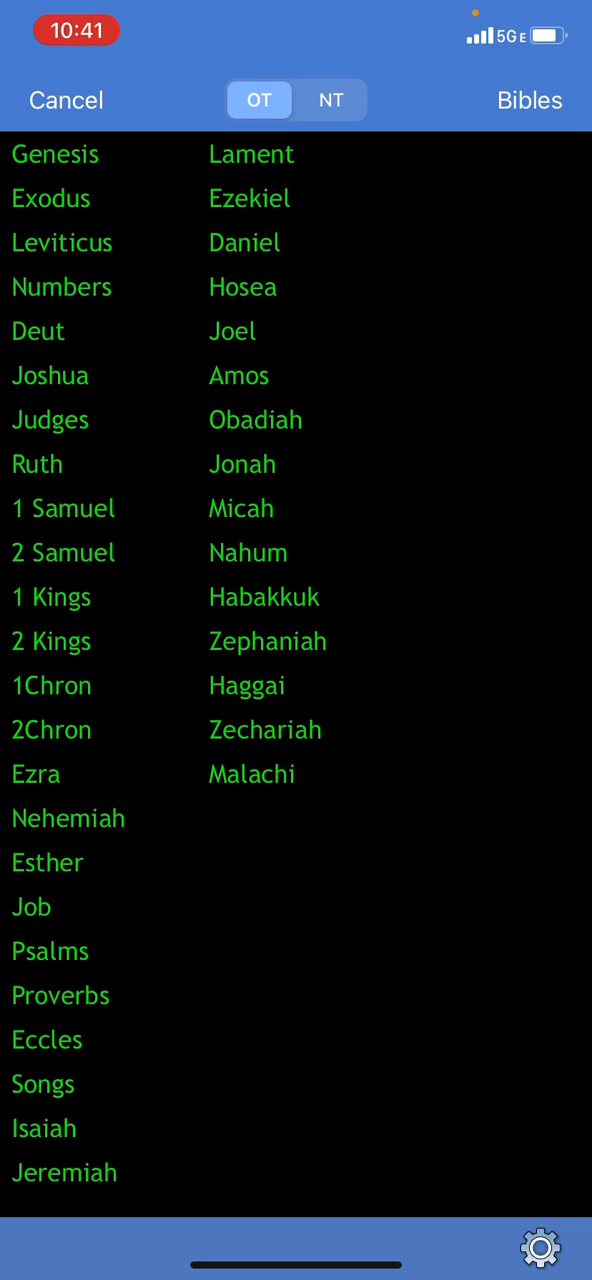 10:41
5G E
Cancel
OT
NT
Bibles
Genesis
Exodus
Leviticus
Numbers
Deut
Joshua
Judges
Ruth
1 Samuel
2 Samuel
1 Kings
2 Kings
1Chron
2Chron
Ezra
Nehemiah
Esther
Job
Psalms
Proverbs
Eccles
Songs
Isaiah
Jeremiah
Lament
Ezekiel
Daniel
Hosea
Joel
Amos
Obadiah
Jonah
Micah
Nahum
Habakkuk
Zephaniah
Haggai
Zechariah
Malachi